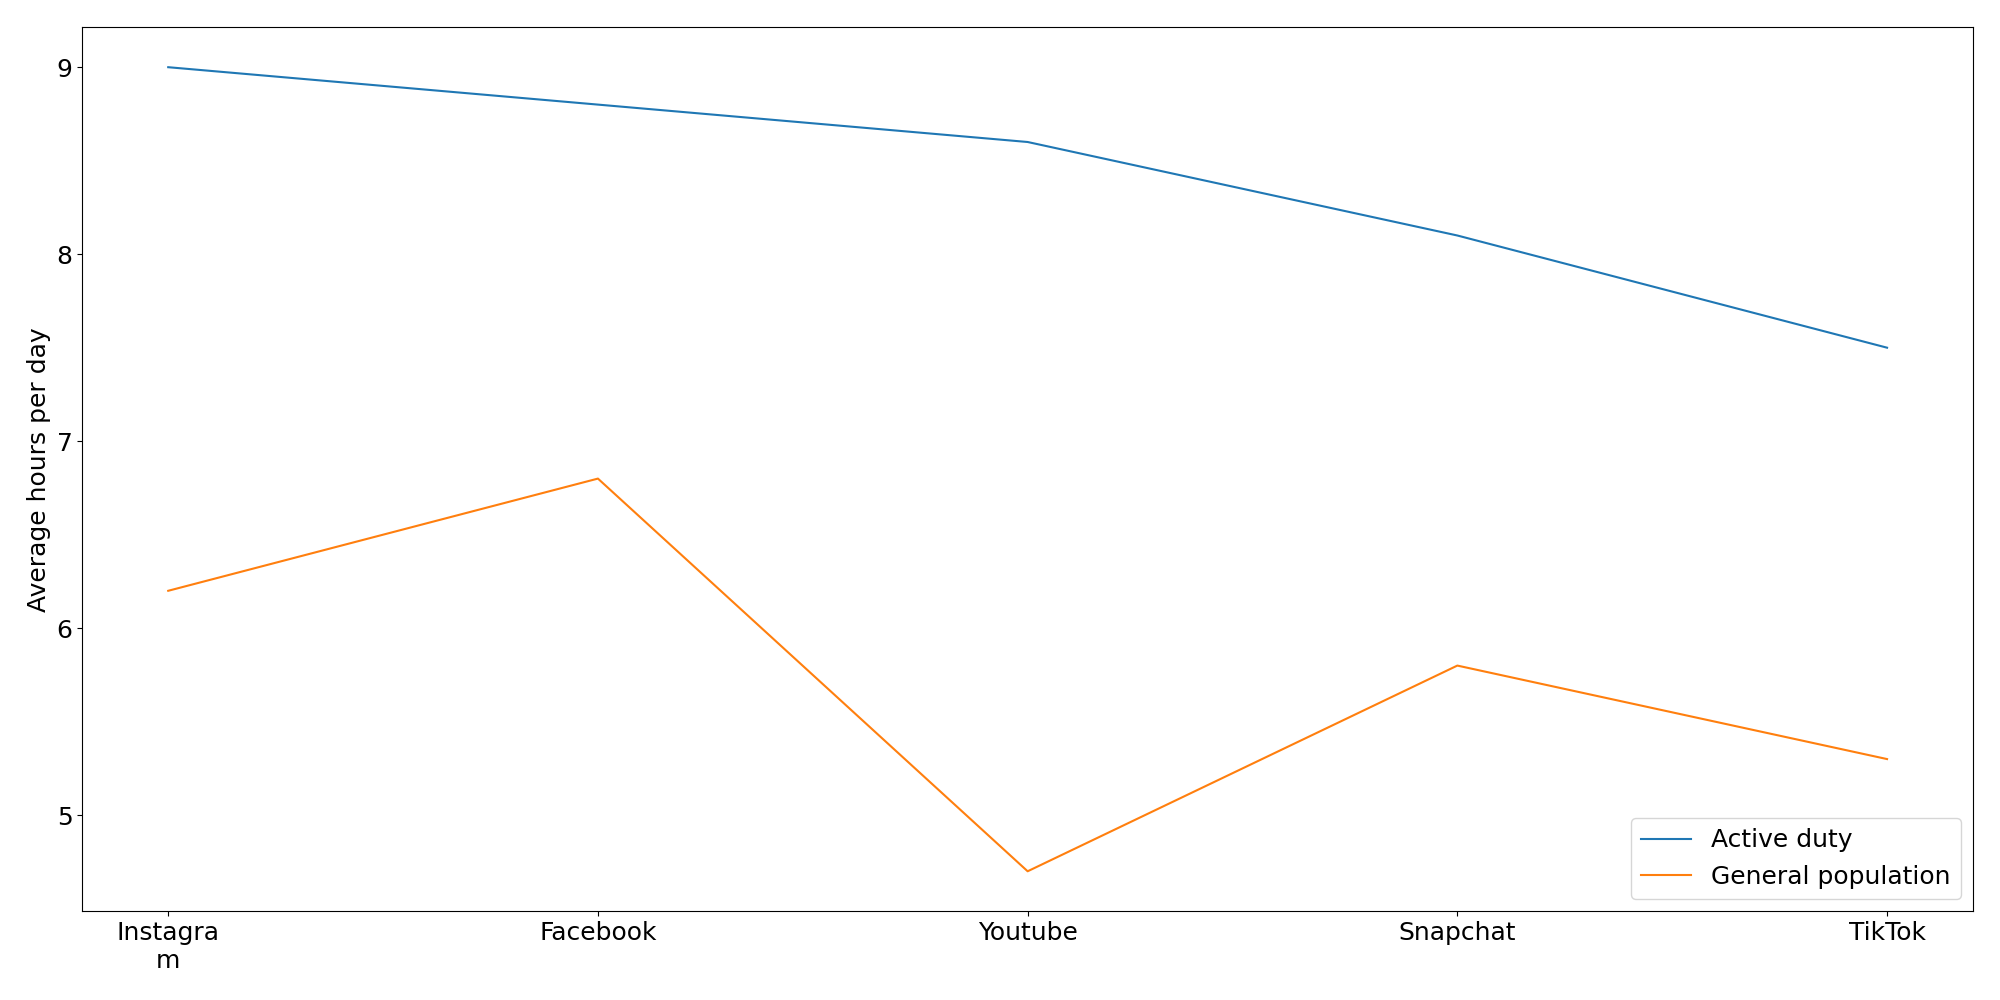 Average hours per day
9
8
7
6
5
Instagra
m
Facebook
Youtube
Snapchat
TikTok
Active duty
General population